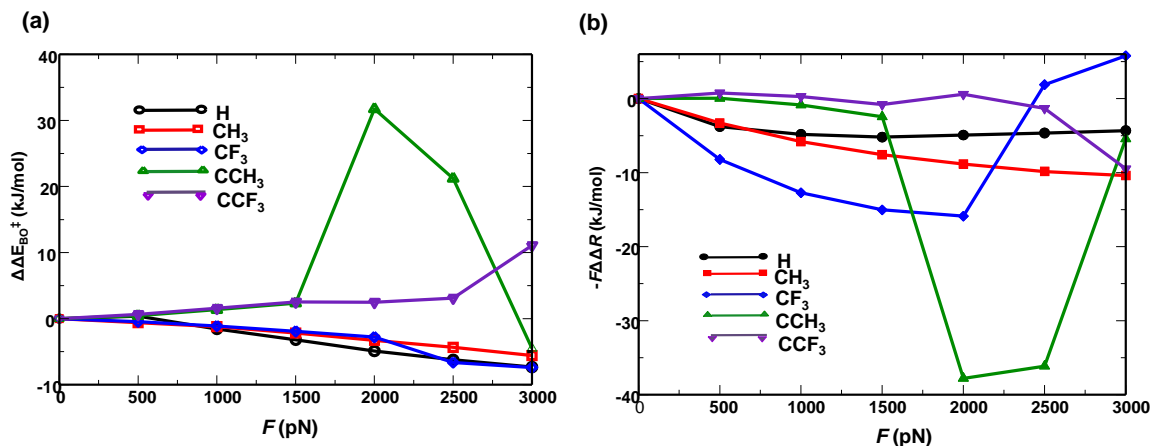 (a)
ΔΔE_BO‡ (kJ/mol)
40
30
20
10
0
-10
H
CH₃
CF₃
CCH₃
CCF₃
0 500 1000 1500 2000 2500 3000
F (pN)
(b)
-FΔΔR (kJ/mol)
0
-10
-20
-30
-40
H
CH₃
CF₃
CCH₃
CCF₃
0 500 1000 1500 2000 2500 3000
F (pN)